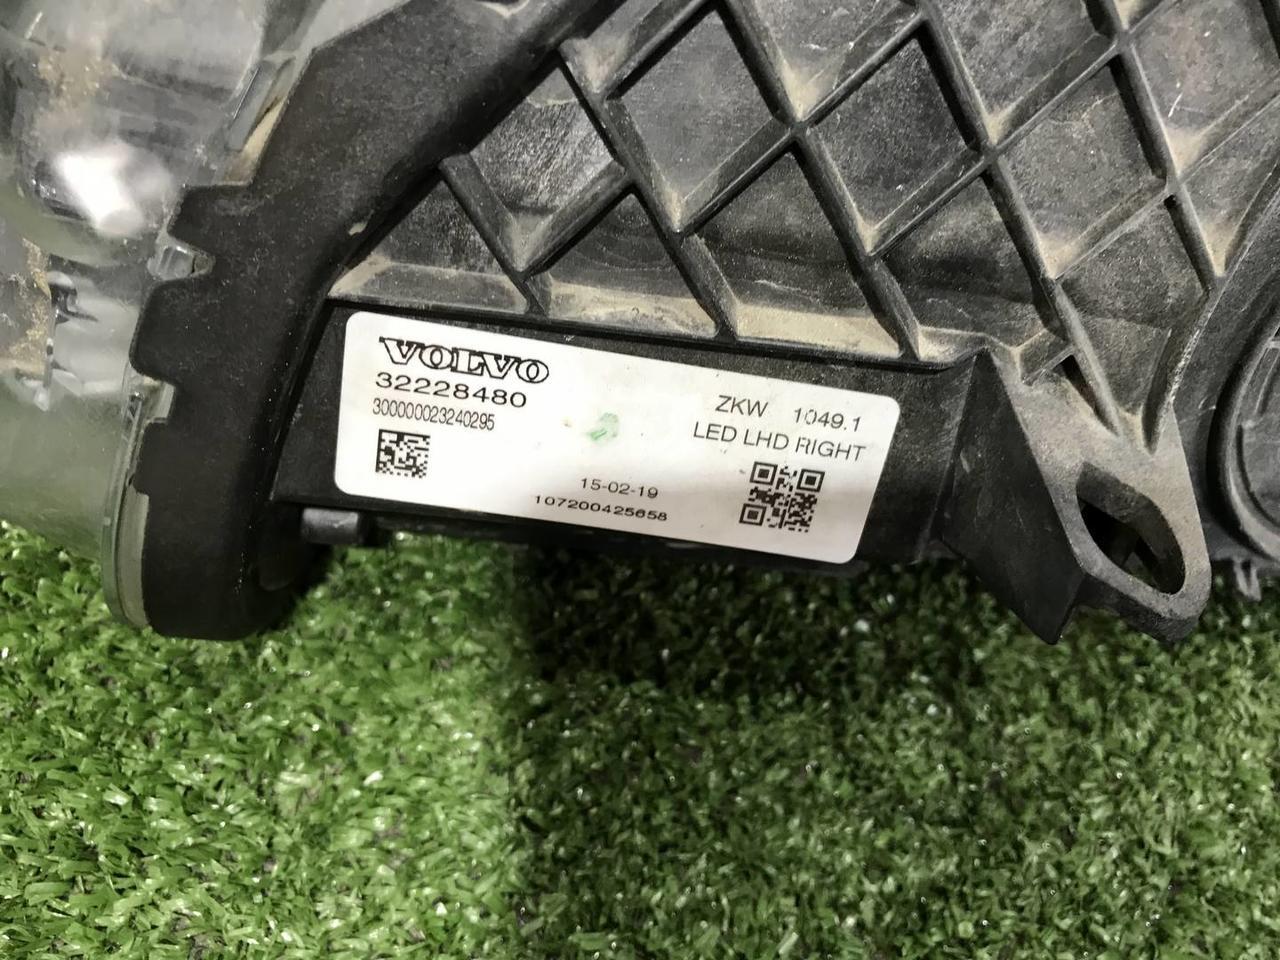 VOLVO
32228480
300000023240295
ZKW 1049.1
LED LHD RIGHT
15-02-19
107200425658